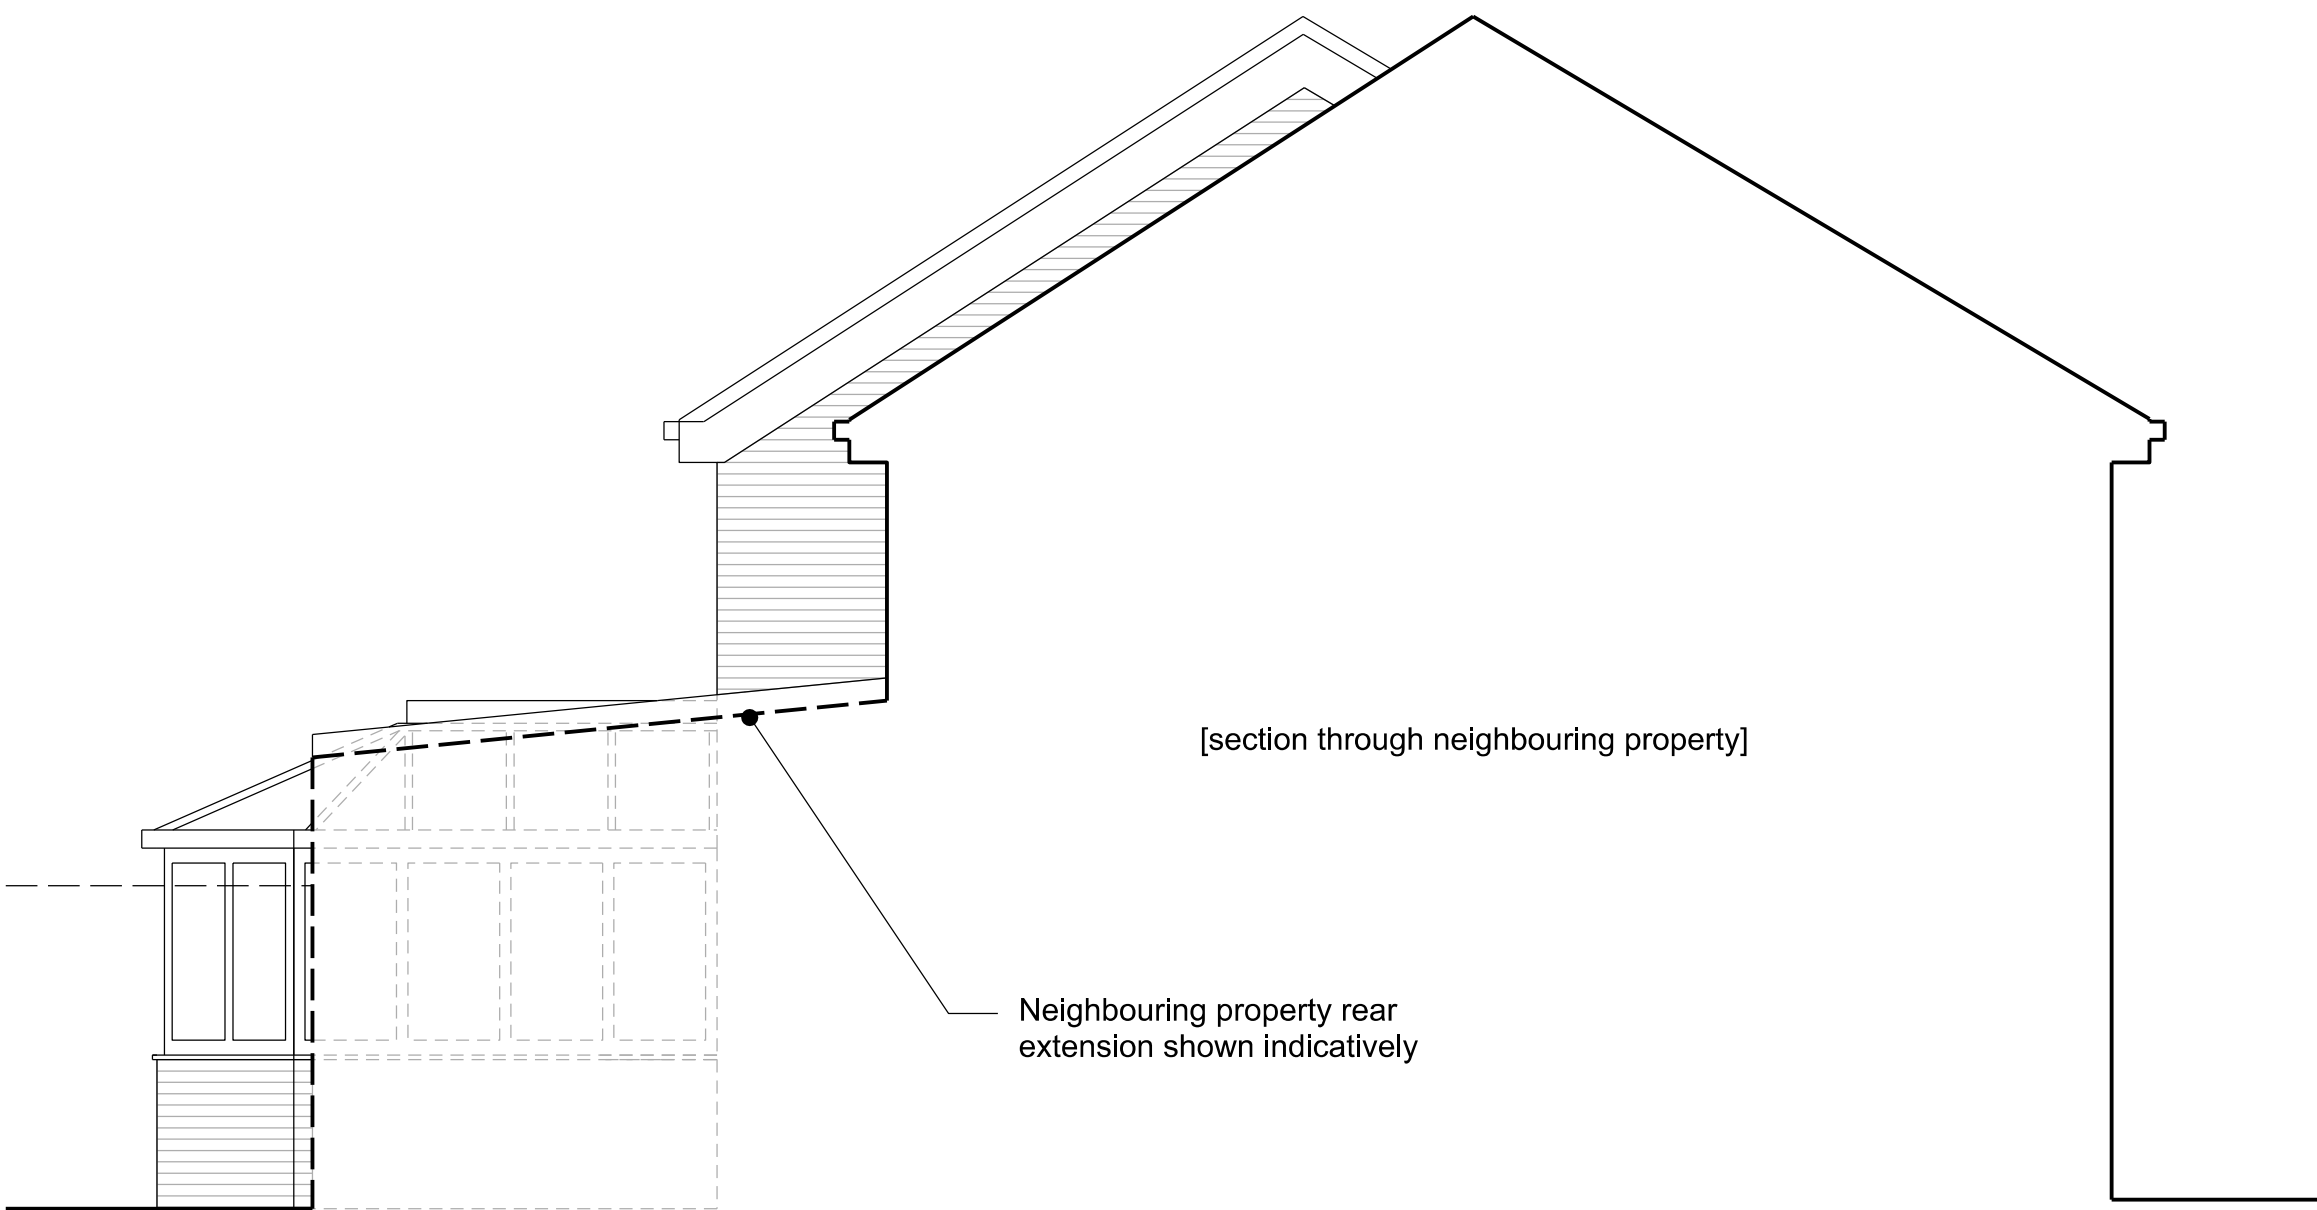 [section through neighbouring property]
Neighbouring property rear
extension shown indicatively